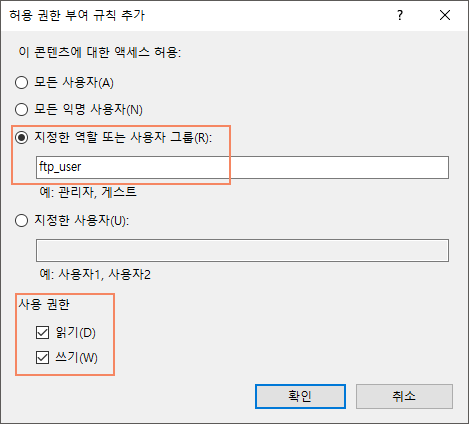 허용 권한 부여 규칙 추가
이 콘텐츠에 대한 액세스 허용:
모든 사용자(A)
모든 익명 사용자(N)
지정한 역할 또는 사용자 그룹(R):
ftp_user
예: 관리자, 게스트
지정한 사용자(U):
예: 사용자1, 사용자2
사용 권한
읽기(D)
쓰기(W)
확인 취소